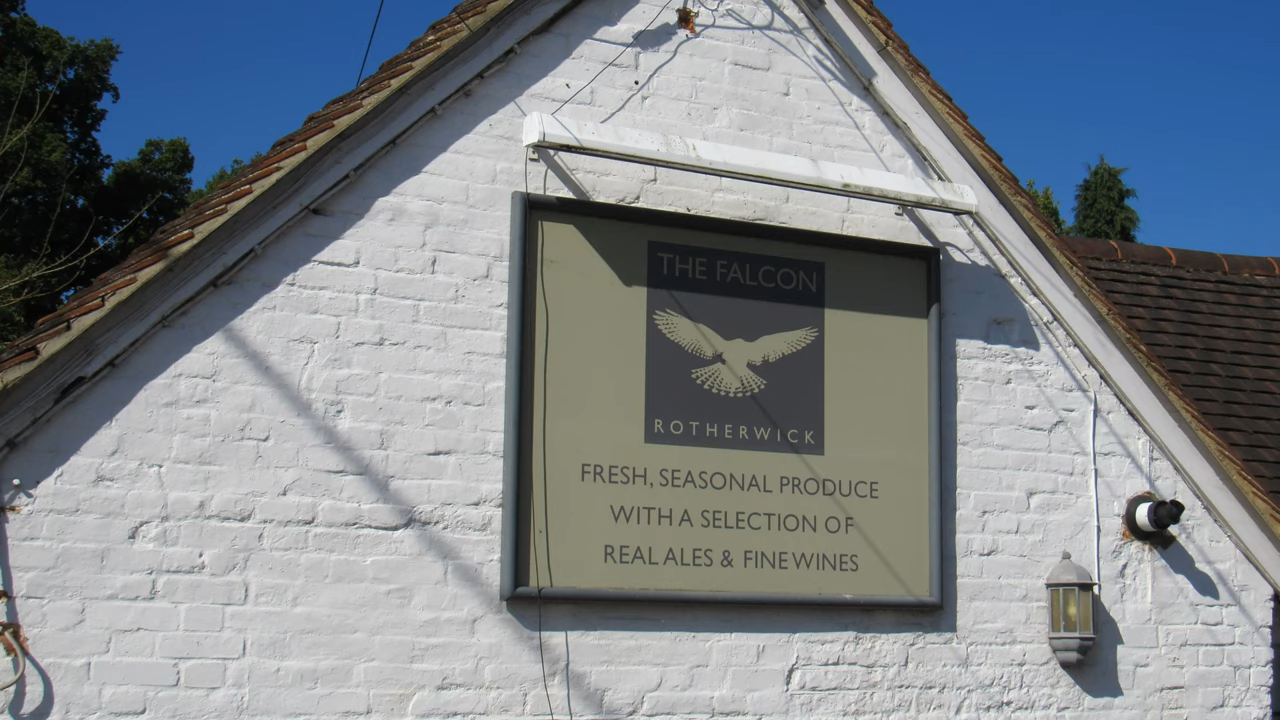 THE FALCON
ROTHERWICK
FRESH, SEASONAL PRODUCE
WITH A SELECTION OF
REAL ALES & FINE WINES